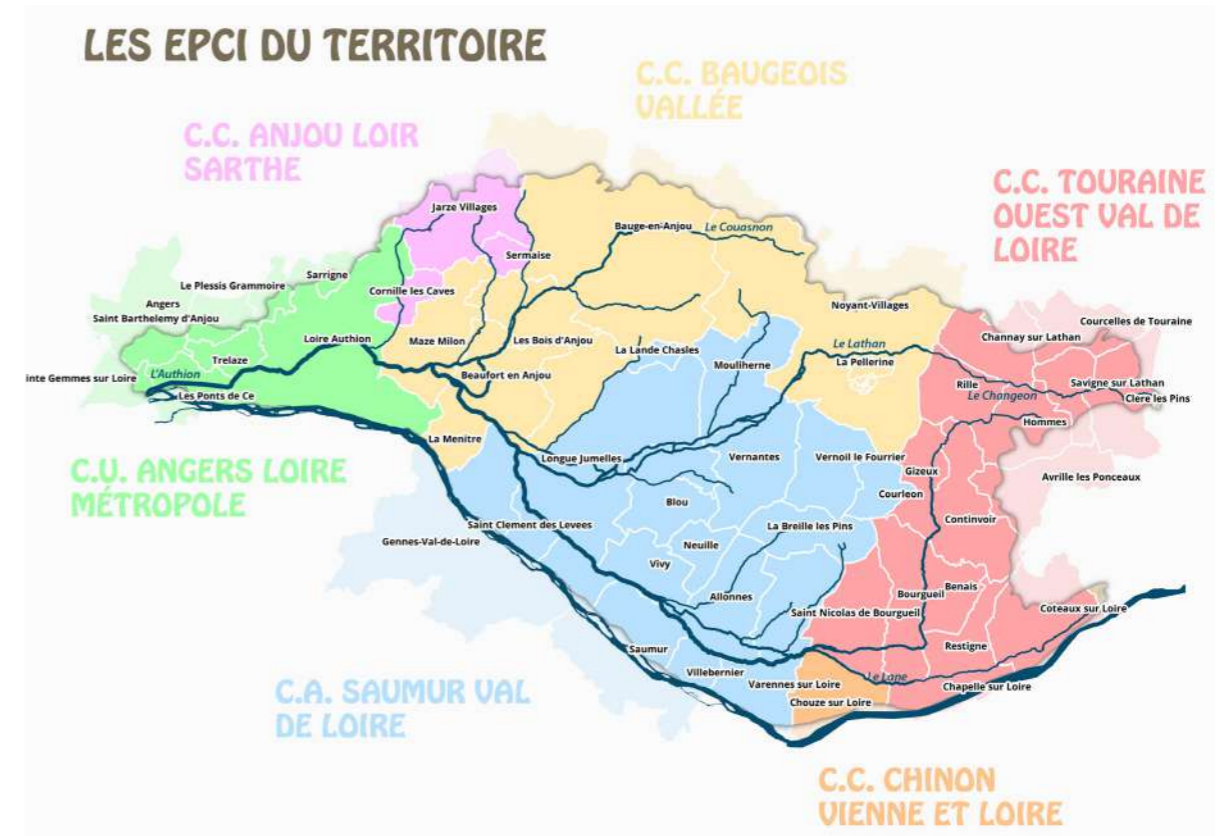 LES EPCI DU TERRITOIRE
C.C. BAUGEOIS
VALLÉE
C.C. ANJOU LOIR
SARTHE
C.C. TOURAINE
OUEST VAL DE
LOIRE
Jarze Villages
Bauge-en-Anjou
Le Couasnon
Sermaise
Sarrigne
Le Plessis Grammoire
Cornille les Caves
Angers
Saint Barthelemy d'Anjou
Noyant-Villages
Courcelles de Touraine
Channay sur Lathan
Loire Authion
Maze Milon
Les Bois d'Anjou
La Lande Chasles
Le Lathan
Trelaze
Mouliherne
La Pellerine
L'Authion
inte Gemmes sur Loire
Beaufort en Anjou
Rille
Savigne sur Lathan
Les Ponts de Ce
Le Changeon
Clere les Pins
Hommes
La Menitre
Longue Jumelles
Vernantes
Vernoil le Fourrier
Gizeux
Avrille les Ponceaux
C.U. ANGERS LOIRE
MÉTROPOLE
Blou
Courleon
Continvoir
Saint Clement des Levees
La Breille les Pins
Gennes-Val-de-Loire
Neuille
Vivy
Benais
Allonnes
Bourgueil
Saint Nicolas de Bourgueil
Coteaux sur Loire
Saumur
Restigne
Villebernier
Le Lane
Varennes sur Loire
Chapelle sur Loire
Chouze sur Loire
C.A. SAUMUR VAL
DE LOIRE
C.C. CHINON
VIENNE ET LOIRE